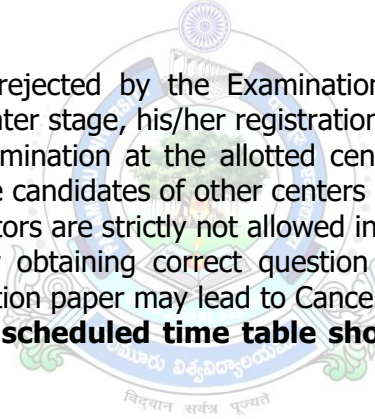 rejected by the Examination
ter stage, his/her registration
mination at the allotted cen
e candidates of other centers
tors are strictly not allowed in
r obtaining correct question
tion paper may lead to Cance
scheduled time table sho
विद्वान सर्वत्र पूज्यते